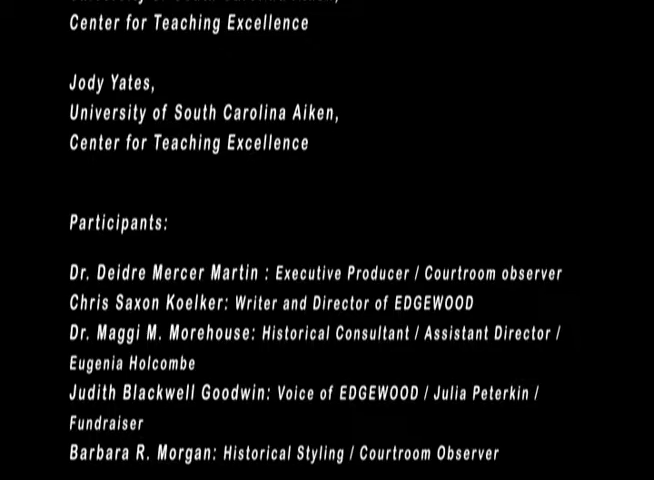 Center for Teaching Excellence
Jody Yates,
University of South Carolina Aiken,
Center for Teaching Excellence
Participants:
Dr. Deidre Mercer Martin : Executive Producer / Courtroom observer
Chris Saxon Koelker: Writer and Director of EDGEWOOD
Dr. Maggi M. Morehouse: Historical Consultant / Assistant Director /
Eugenia Holcombe
Judith Blackwell Goodwin: Voice of EDGEWOOD / Julia Peterkin /
Fundraiser
Barbara R. Morgan: Historical Styling / Courtroom Observer